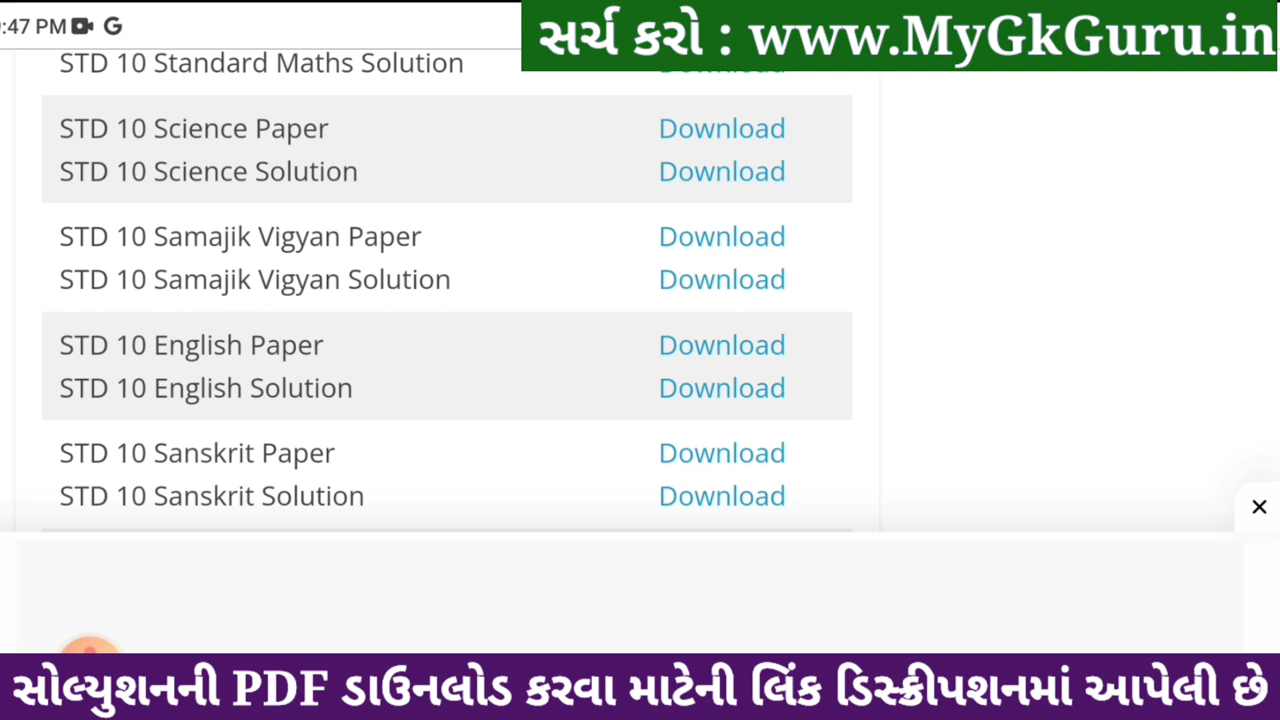 :47 PM G
સર્ચ કરો : www.MyGkGuru.in
STD 10 Standard Maths Solution Download
STD 10 Science Paper Download
STD 10 Science Solution Download
STD 10 Samajik Vigyan Paper Download
STD 10 Samajik Vigyan Solution Download
STD 10 English Paper Download
STD 10 English Solution Download
STD 10 Sanskrit Paper Download
STD 10 Sanskrit Solution Download
સોલ્યુશનની PDF ડાઉનલોડ કરવા માટેની લિંક ડિસ્ક્રીપશનમાં આપેલી છે